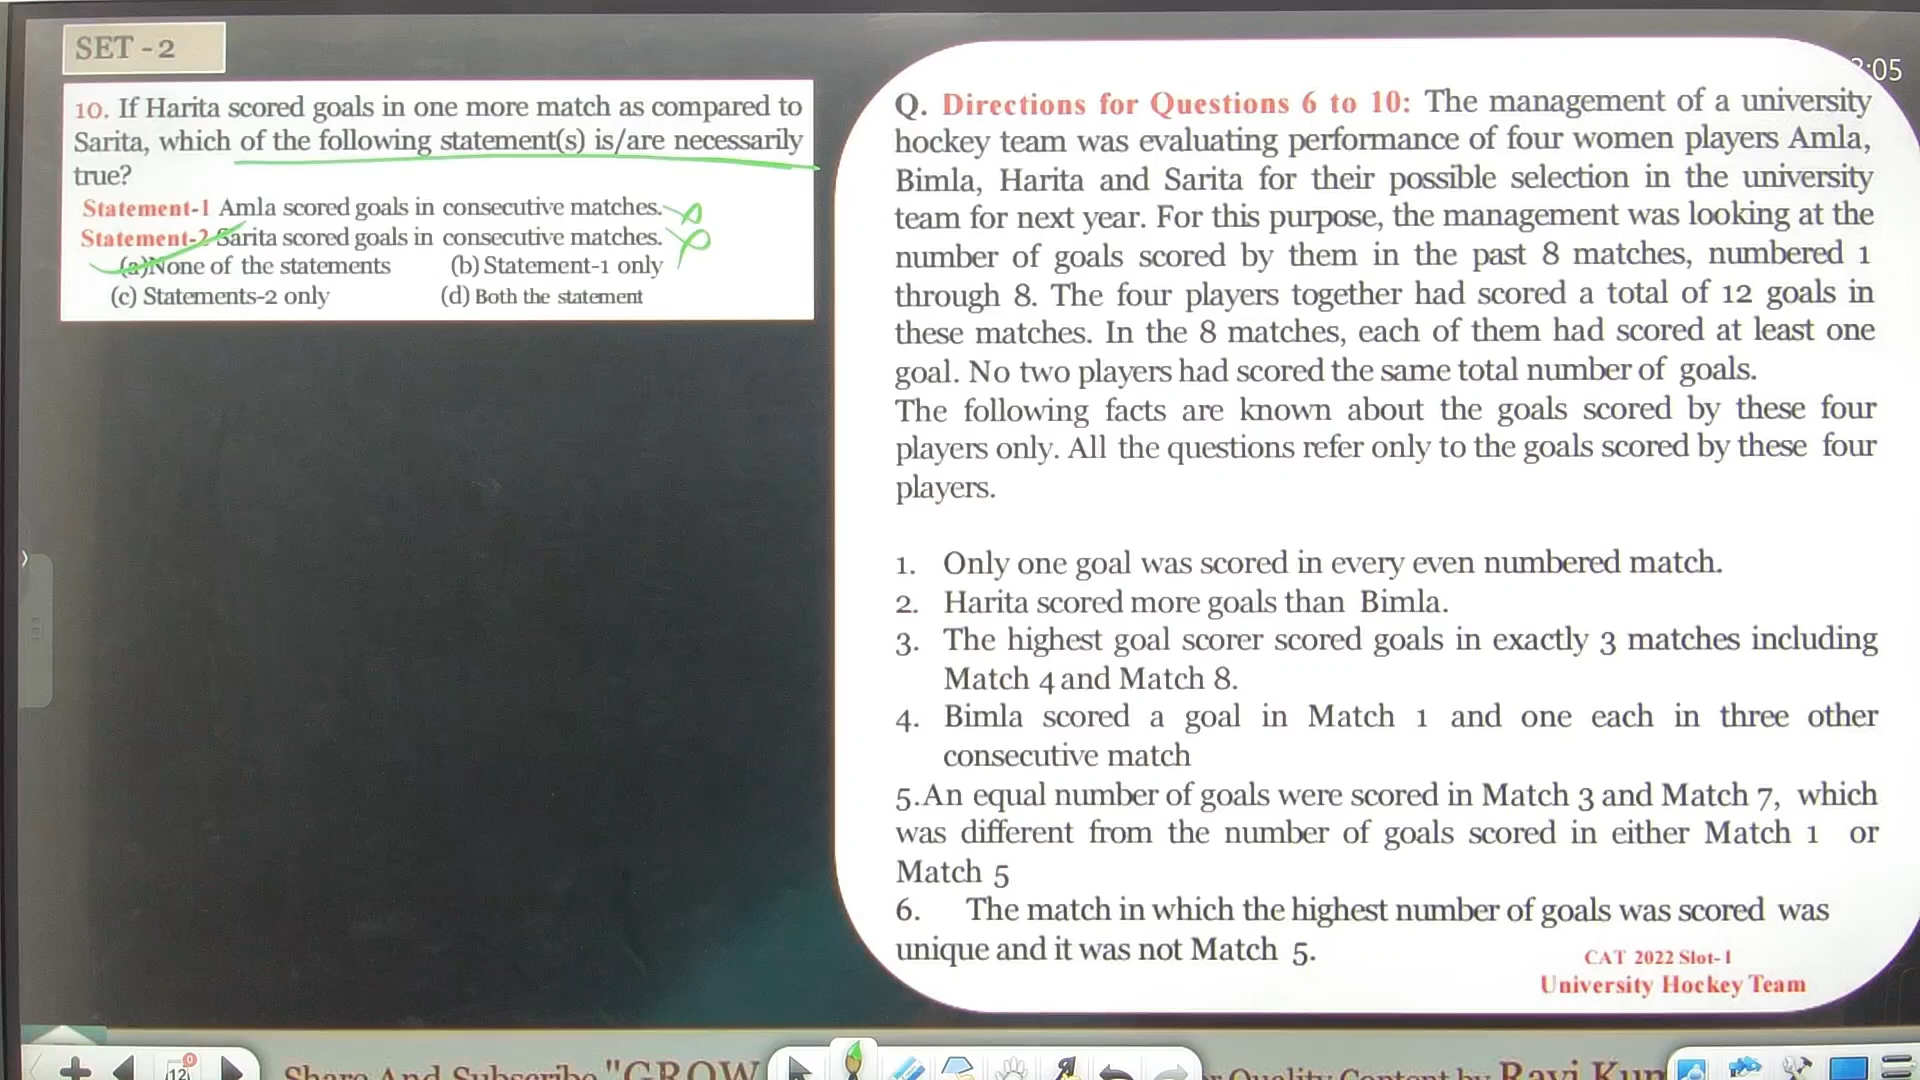 SET - 2
10. If Harita scored goals in one more match as compared to
Sarita, which of the following statement(s) is/are necessarily
true?
Statement-1 Amla scored goals in consecutive matches.
Statement-2 Sarita scored goals in consecutive matches.
(a)None of the statements (b) Statement-1 only
(c) Statements-2 only (d) Both the statement
:05
Q. Directions for Questions 6 to 10: The management of a university
hockey team was evaluating performance of four women players Amla,
Bimla, Harita and Sarita for their possible selection in the university
team for next year. For this purpose, the management was looking at the
number of goals scored by them in the past 8 matches, numbered 1
through 8. The four players together had scored a total of 12 goals in
these matches. In the 8 matches, each of them had scored at least one
goal. No two players had scored the same total number of goals.
The following facts are known about the goals scored by these four
players only. All the questions refer only to the goals scored by these four
players.
1. Only one goal was scored in every even numbered match.
2. Harita scored more goals than Bimla.
3. The highest goal scorer scored goals in exactly 3 matches including
Match 4 and Match 8.
4. Bimla scored a goal in Match 1 and one each in three other
consecutive match
5.An equal number of goals were scored in Match 3 and Match 7, which
was different from the number of goals scored in either Match 1 or
Match 5
6. The match in which the highest number of goals was scored was
unique and it was not Match 5.
CAT 2022 Slot-1
University Hockey Team
12
0
Share And Subscribe "GROW
Quality Content by Ravi Kum